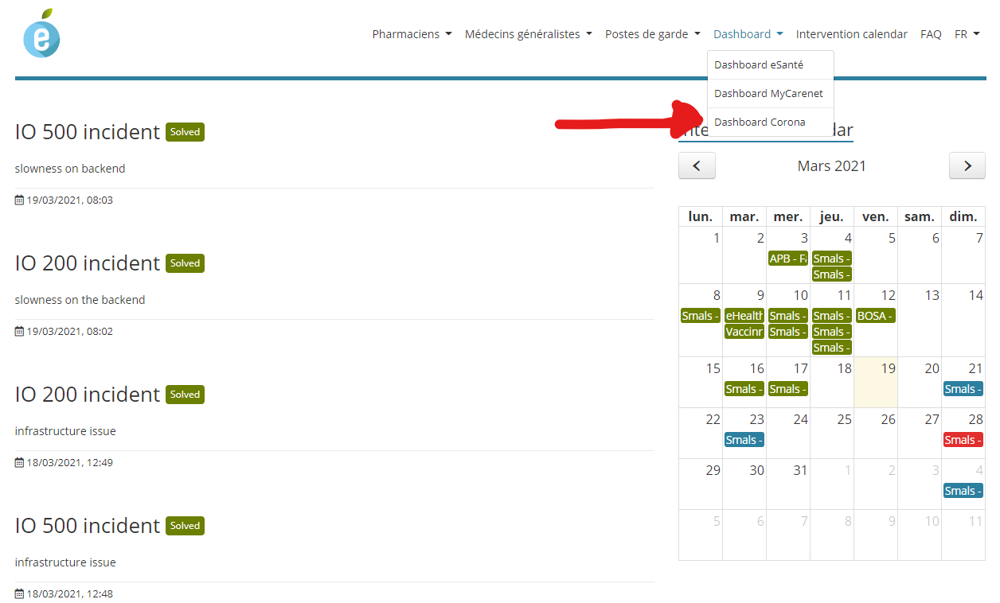 e
Pharmaciens Médecins généralistes Postes de garde Dashboard Intervention calendar FAQ FR
Dashboard eSanté
Dashboard MyCarenet
Dashboard Corona
IO 500 incident Solved
slowness on backend
19/03/2021, 08:03
IO 200 incident Solved
slowness on the backend
19/03/2021, 08:02
IO 200 incident Solved
infrastructure issue
18/03/2021, 12:49
IO 500 incident Solved
infrastructure issue
18/03/2021, 12:48
Mars 2021
lun. mar. mer. jeu. ven. sam. dim.
1 2 3 4 5 6 7
APB - Smals -
Smals -
8 9 10 11 12 13 14
Smals - eHealth Smals - Smals - BOSA -
Smals - Smals -
Smals -
15 16 17 18 19 20 21
Smals - Smals - Smals -
22 23 24 25 26 27 28
Smals - Smals -
29 30 31 1 2 3 4
Smals -
5 6 7 8 9 10 11